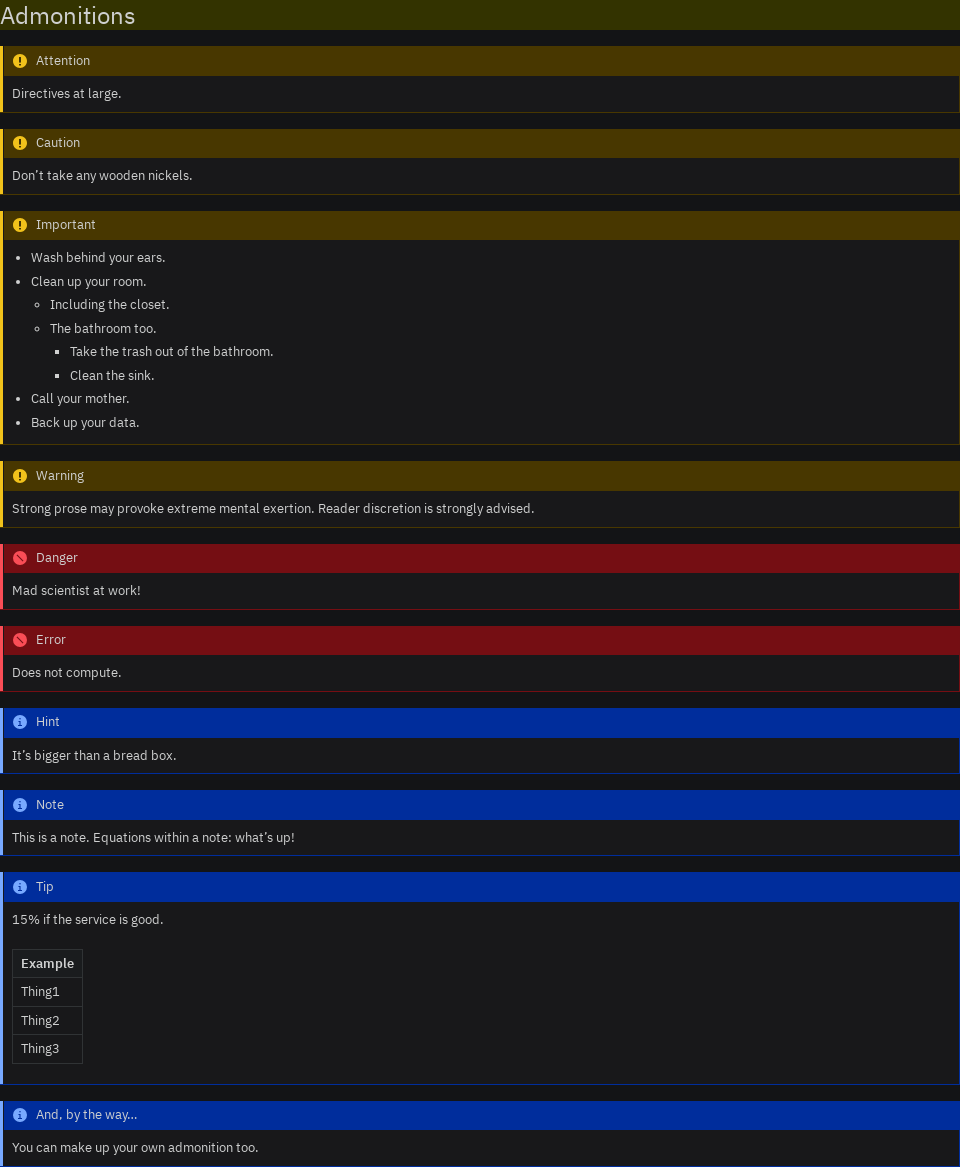 Admonitions
Attention
Directives at large.
Caution
Don’t take any wooden nickels.
Important
Wash behind your ears.
Clean up your room.
Including the closet.
The bathroom too.
Take the trash out of the bathroom.
Clean the sink.
Call your mother.
Back up your data.
Warning
Strong prose may provoke extreme mental exertion. Reader discretion is strongly advised.
Danger
Mad scientist at work!
Error
Does not compute.
Hint
It’s bigger than a bread box.
Note
This is a note. Equations within a note: what’s up!
Tip
15% if the service is good.
Example
Thing1
Thing2
Thing3
And, by the way…
You can make up your own admonition too.